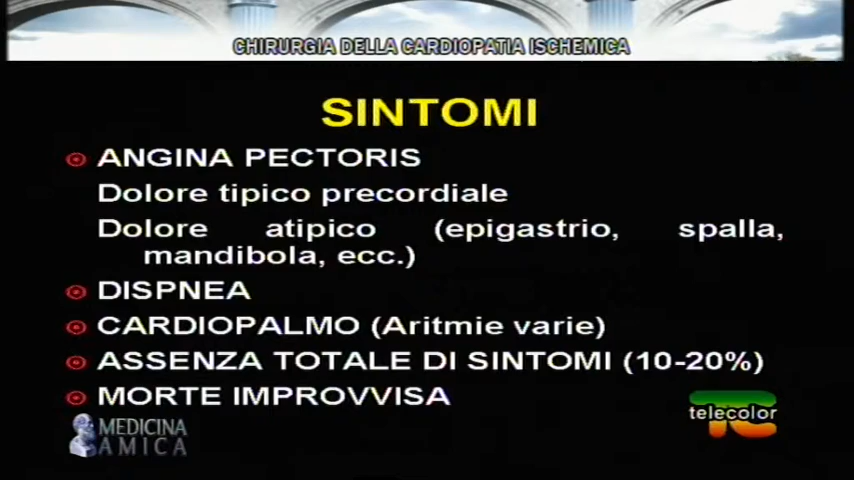 CHIRURGIA DELLA CARDIOPATIA ISCHEMICA
SINTOMI
ANGINA PECTORIS
Dolore tipico precordiale
Dolore atipico (epigastrio, spalla,
mandibola, ecc.)
DISPNEA
CARDIOPALMO (Aritmie varie)
ASSENZA TOTALE DI SINTOMI (10-20%)
MORTE IMPROVVISA
MEDICINA
AMICA
telecolor